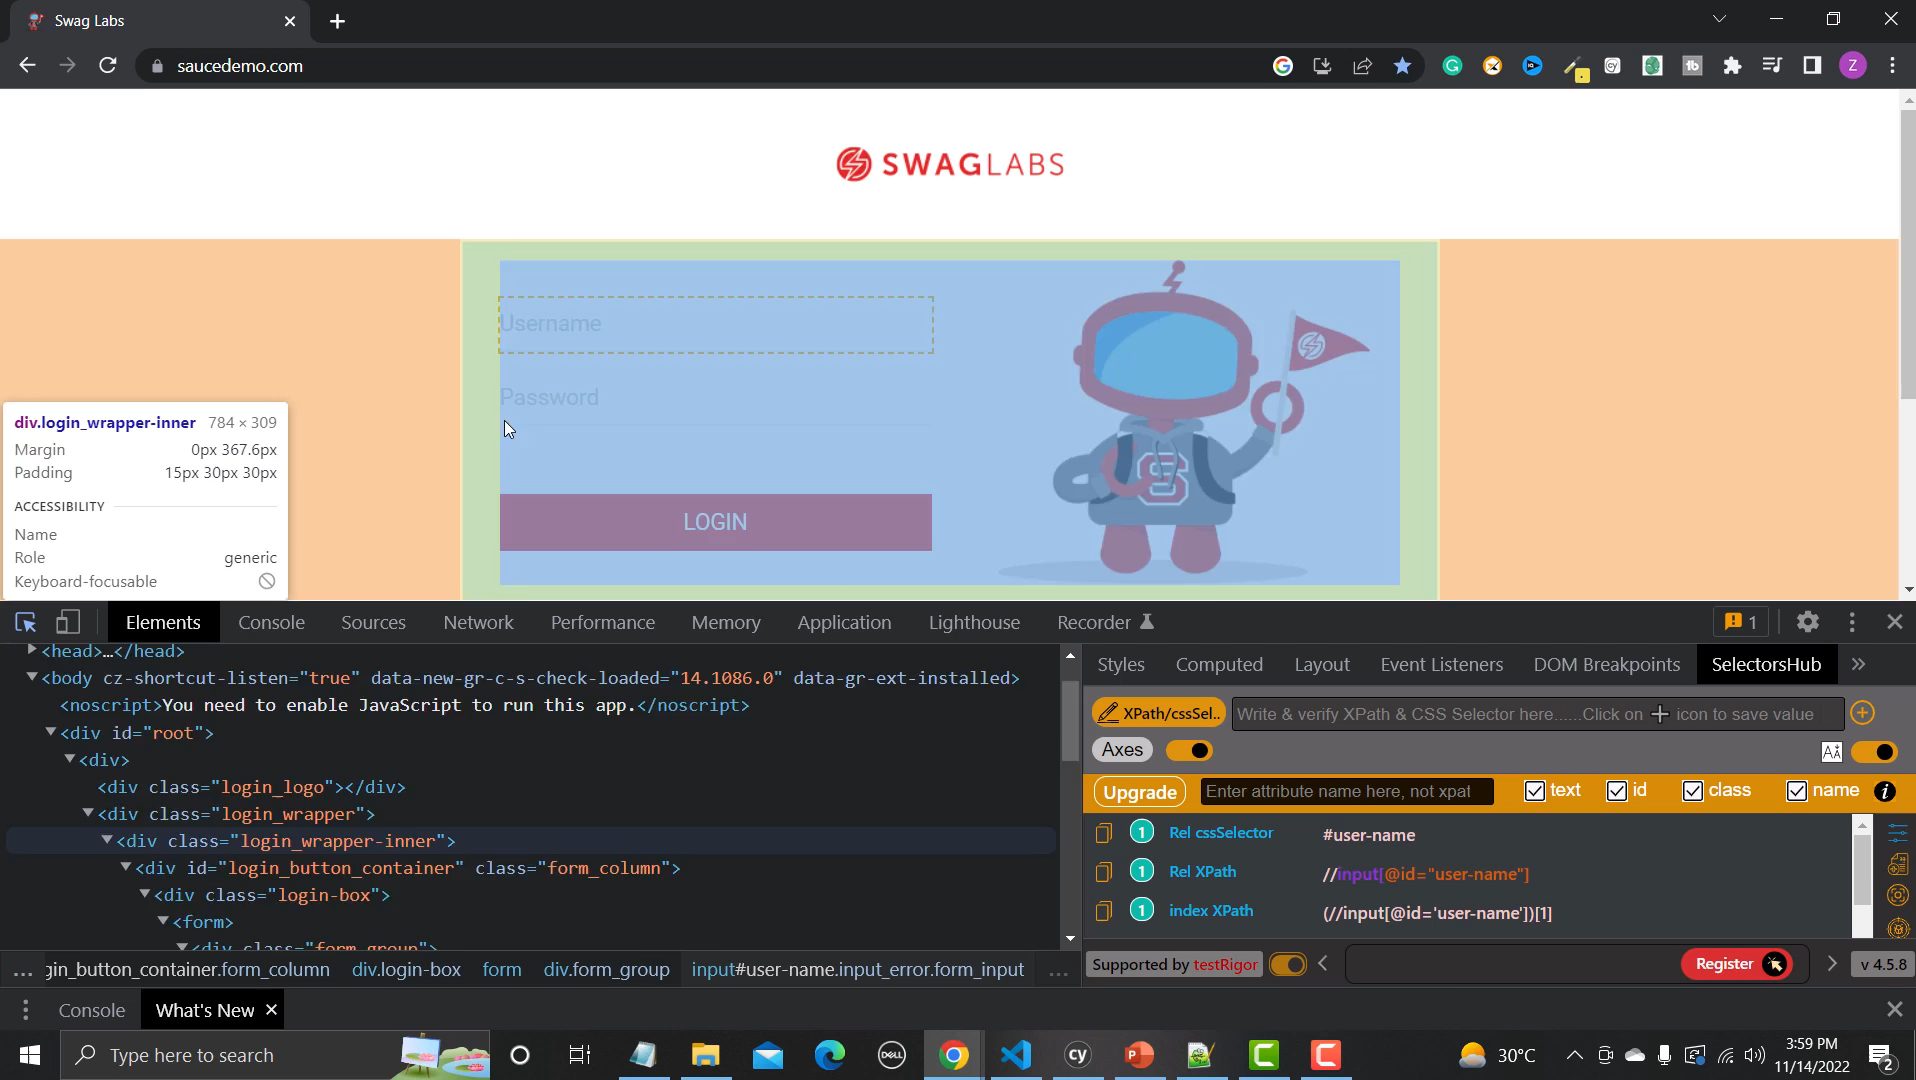 Swag Labs
saucedemo.com
Z
SWAGLABS
Username
Password
LOGIN
div.login_wrapper-inner 784 × 309
Margin 0px 367.6px
Padding 15px 30px 30px
ACCESSIBILITY
Name
Role generic
Keyboard-focusable
Elements Console Sources Network Performance Memory Application Lighthouse Recorder 1
<head>…</head>
<body cz-shortcut-listen="true" data-new-gr-c-s-check-loaded="14.1086.0" data-gr-ext-installed>
<noscript>You need to enable JavaScript to run this app.</noscript>
<div id="root">
<div>
<div class="login_logo"></div>
<div class="login_wrapper">
<div class="login_wrapper-inner">
<div id="login_button_container" class="form_column">
<div class="login-box">
<form>
<div class="form_group">
... gin_button_container.form_column div.login-box form div.form_group input#user-name.input_error.form_input ...
Styles Computed Layout Event Listeners DOM Breakpoints SelectorsHub
XPath/cssSel.. Write & verify XPath & CSS Selector here......Click on + icon to save value
Axes
Upgrade Enter attribute name here, not xpat text id class name
1 Rel cssSelector #user-name
1 Rel XPath //input[@id="user-name"]
1 index XPath (//input[@id='user-name'])[1]
Supported by testRigor Register v 4.5.8
Console What's New
Type here to search
DELL
cy
30°C
3:59 PM
11/14/2022
2